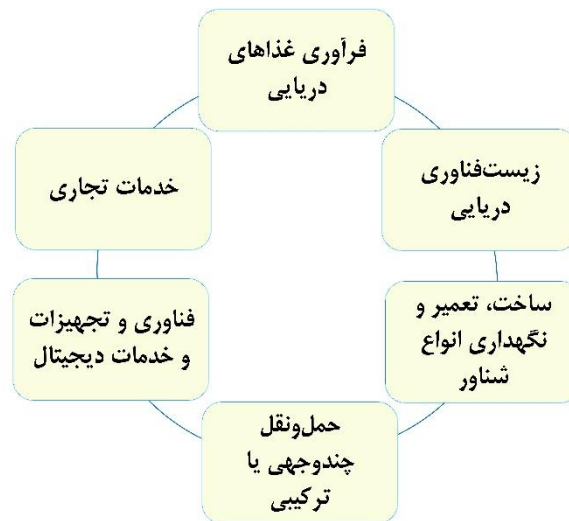 فرآوری غذاهای
دریایی
زیست‌فناوری
دریایی
ساخت، تعمیر و
نگهداری انواع
شناور
حمل‌ونقل
چندوجهی یا
ترکیبی
فناوری و تجهیزات
و خدمات دیجیتال
خدمات تجاری